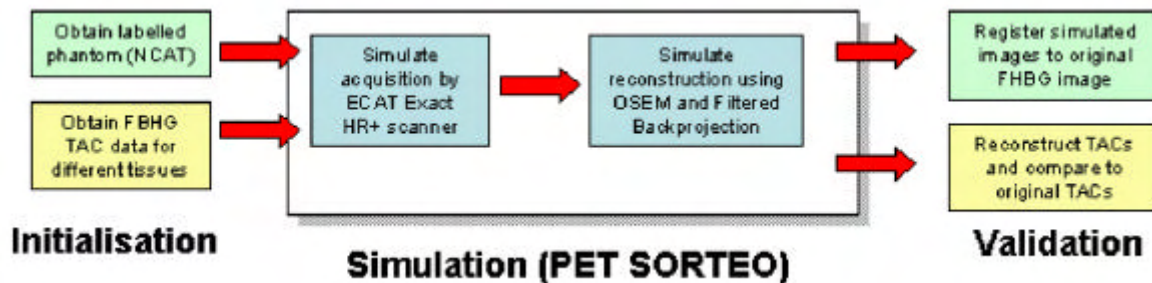 Obtain labelled
phantom (NCAT)
Obtain FBHG
TAC data for
different tissues
Initialisation
Simulate
acquisition by
ECAT Exact
HR+ scanner
Simulate
reconstruction using
OSEM and Filtered
Backprojection
Simulation (PET SORTEO)
Register simulated
images to original
FHBG image
Reconstruct TACs
and compare to
original TACs
Validation